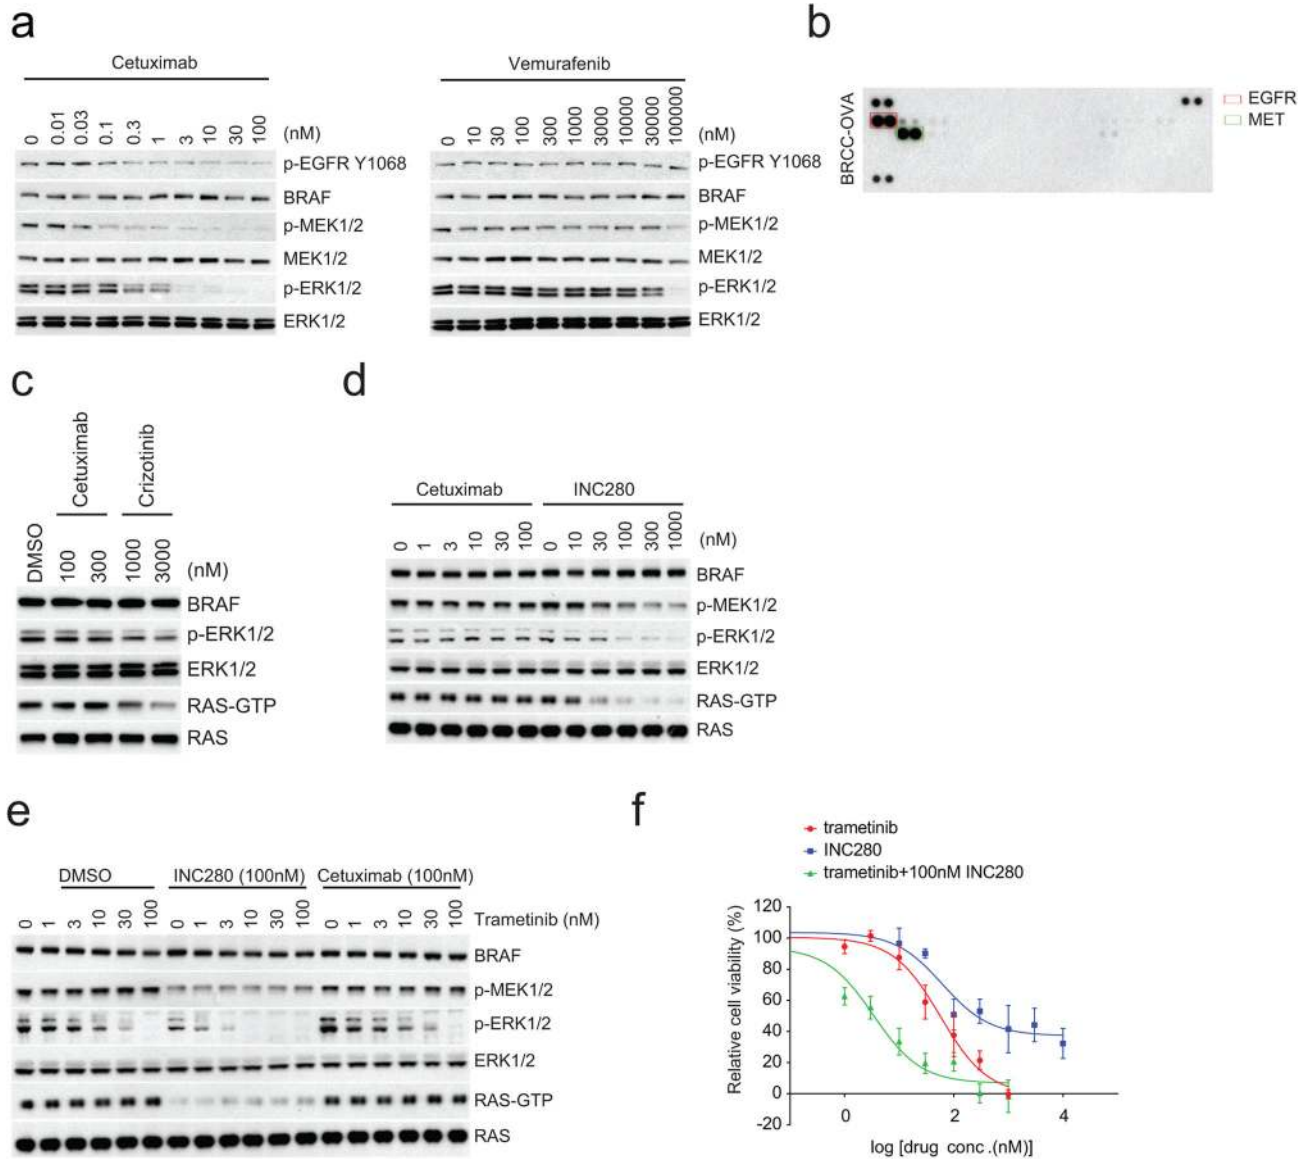 a
Cetuximab
0 0.01 0.03 0.1 0.3 1 3 10 30 100 (nM)
p-EGFR Y1068
BRAF
p-MEK1/2
MEK1/2
p-ERK1/2
ERK1/2
Vemurafenib
0 10 30 100 300 1000 3000 10000 30000 100000 (nM)
p-EGFR Y1068
BRAF
p-MEK1/2
MEK1/2
p-ERK1/2
ERK1/2
b
BRCC-OVA
EGFR
MET
c
Cetuximab Crizotinib
DMSO 100 300 1000 3000 (nM)
BRAF
p-ERK1/2
ERK1/2
RAS-GTP
RAS
d
Cetuximab INC280
0 1 3 10 30 100 0 10 30 100 300 1000 (nM)
BRAF
p-MEK1/2
p-ERK1/2
ERK1/2
RAS-GTP
RAS
e
DMSO INC280 (100nM) Cetuximab (100nM)
0 1 3 10 30 100 0 1 3 10 30 100 0 1 3 10 30 100 Trametinib (nM)
BRAF
p-MEK1/2
p-ERK1/2
ERK1/2
RAS-GTP
RAS
f
trametinib
INC280
trametinib+100nM INC280
Relative cell viability (%)
120
100
80
60
40
20
0
-20
0 2 4
log [drug conc .(nM)]